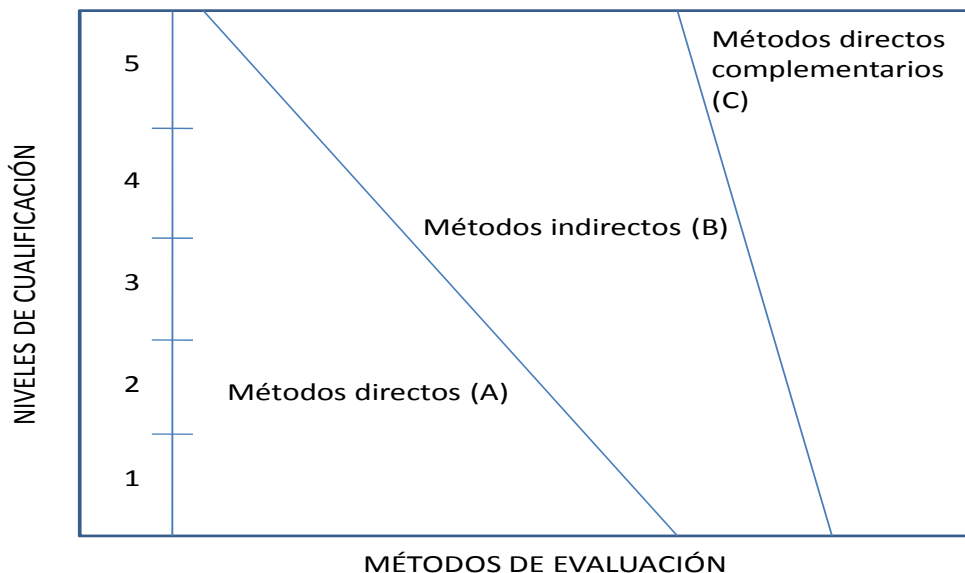 Métodos directos
complementarios
(C)
5
4
Métodos indirectos (B)
3
Métodos directos (A)
2
1
NIVELES DE CUALIFICACIÓN
MÉTODOS DE EVALUACIÓN